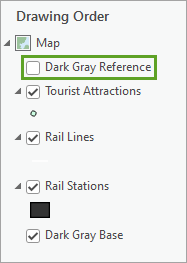 Drawing Order
Map
Dark Gray Reference
Tourist Attractions
Rail Lines
Rail Stations
Dark Gray Base